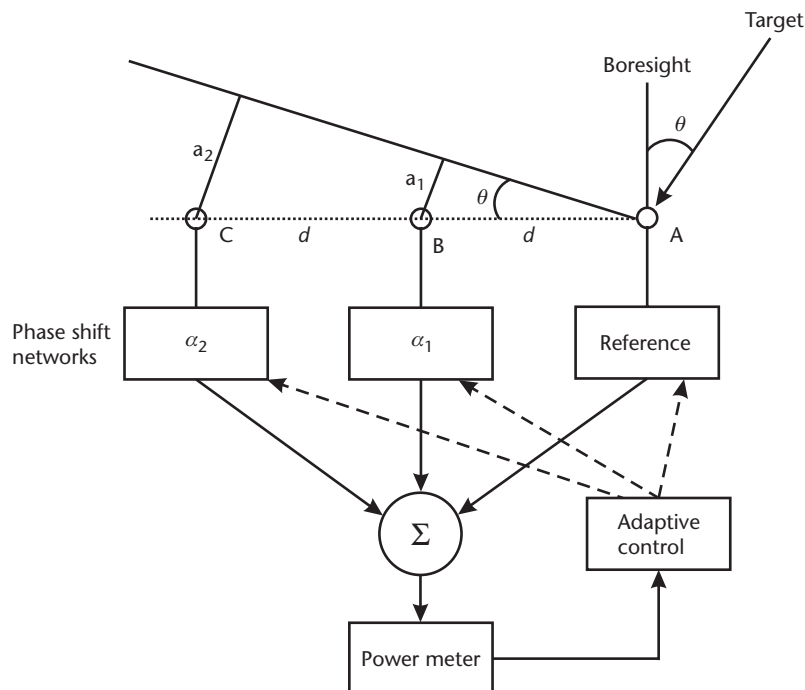 Target
Boresight
θ
a₂
a₁
θ
C
d
B
d
A
Phase shift
networks
α₂
α₁
Reference
Σ
Adaptive
control
Power meter